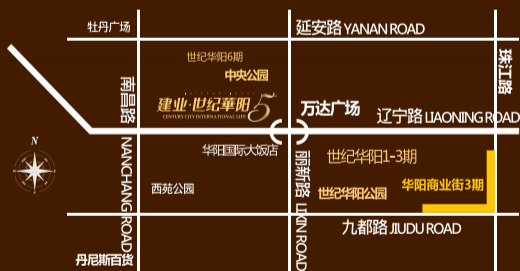 牡丹广场
延安路 YANAN ROAD
世纪华阳6期
中央公园
珠江路
南昌路 NANCHANG ROAD
建业·世纪華阳5期
CENTURY CITY INTERNATIONAL LIFE
万达广场
辽宁路 LIAONING ROAD
N
华阳国际大饭店
丽新路 LIXIN ROAD
世纪华阳1-3期
西苑公园
世纪华阳公园
华阳商业街3期
九都路 JIUDU ROAD
丹尼斯百货